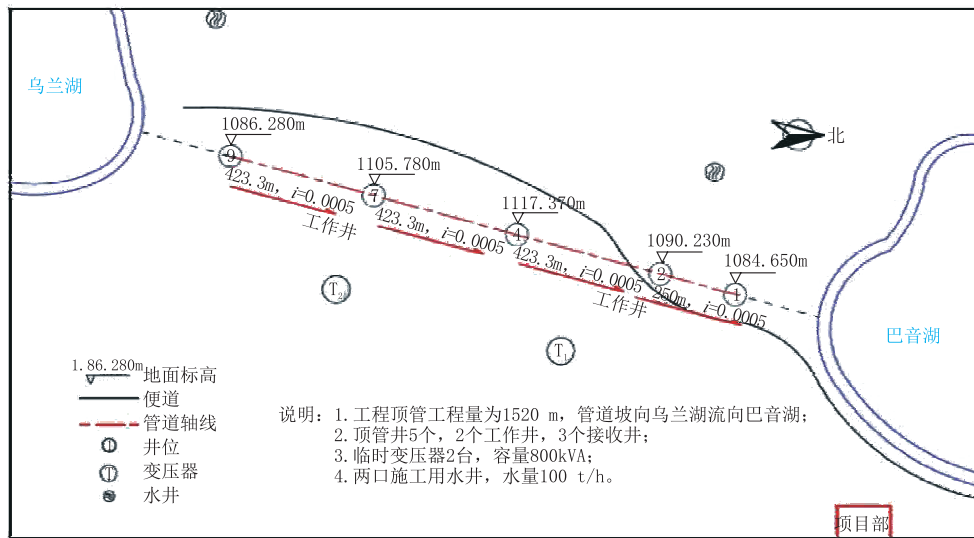 乌兰湖
1086.280m
9
423.3m，i=0.0005
工作井
1105.780m
7
423.3m，i=0.0005
1117.370m
4
423.3m，i=0.0005
工作井
1090.230m
2
250m，i=0.0005
1084.650m
1
北
巴音湖
T₂
T₁
1.86.280m 地面标高
便道
管道轴线
井位
T 变压器
水井
说明：1.工程顶管工程量为1520 m，管道坡向乌兰湖流向巴音湖；
2.顶管井5个，2个工作井，3个接收井；
3.临时变压器2台，容量800kVA；
4.两口施工用水井，水量100 t/h。
项目部